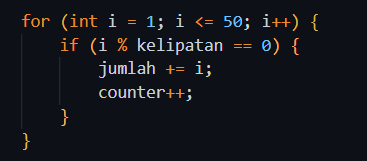 for (int i = 1; i <= 50; i++) {
    if (i % kelipatan == 0) {
        jumlah += i;
        counter++;
    }
}